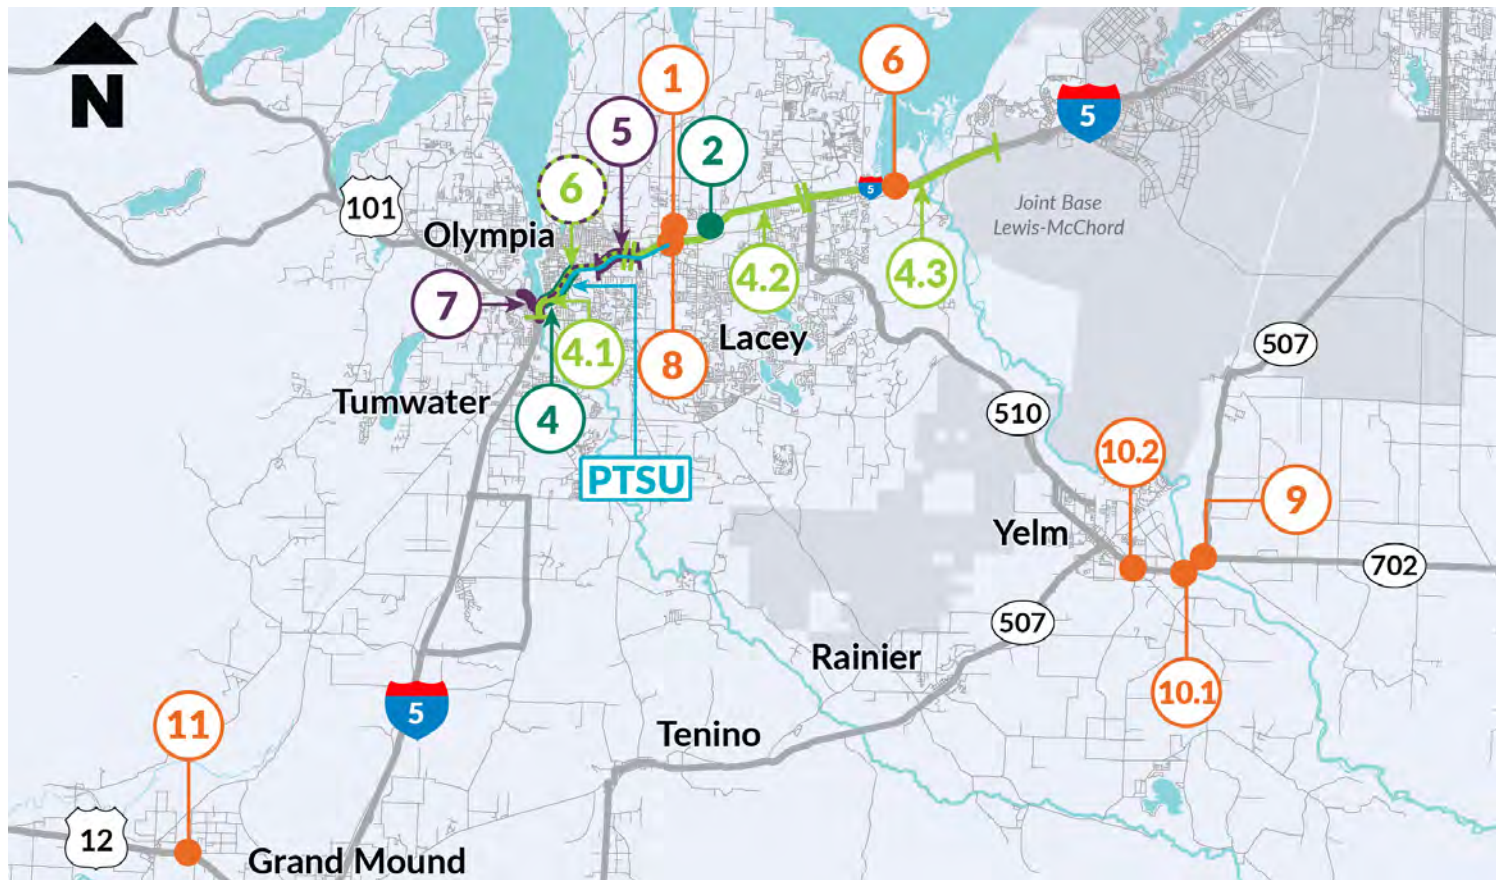 N
1
6
5
2
5
6
101
Olympia
5
Joint Base
Lewis-McChord
7
4.2
4.3
4.1
8
Lacey
507
Tumwater
4
510
PTSU
10.2
9
Yelm
702
507
Rainier
10.1
5
11
Tenino
12
Grand Mound